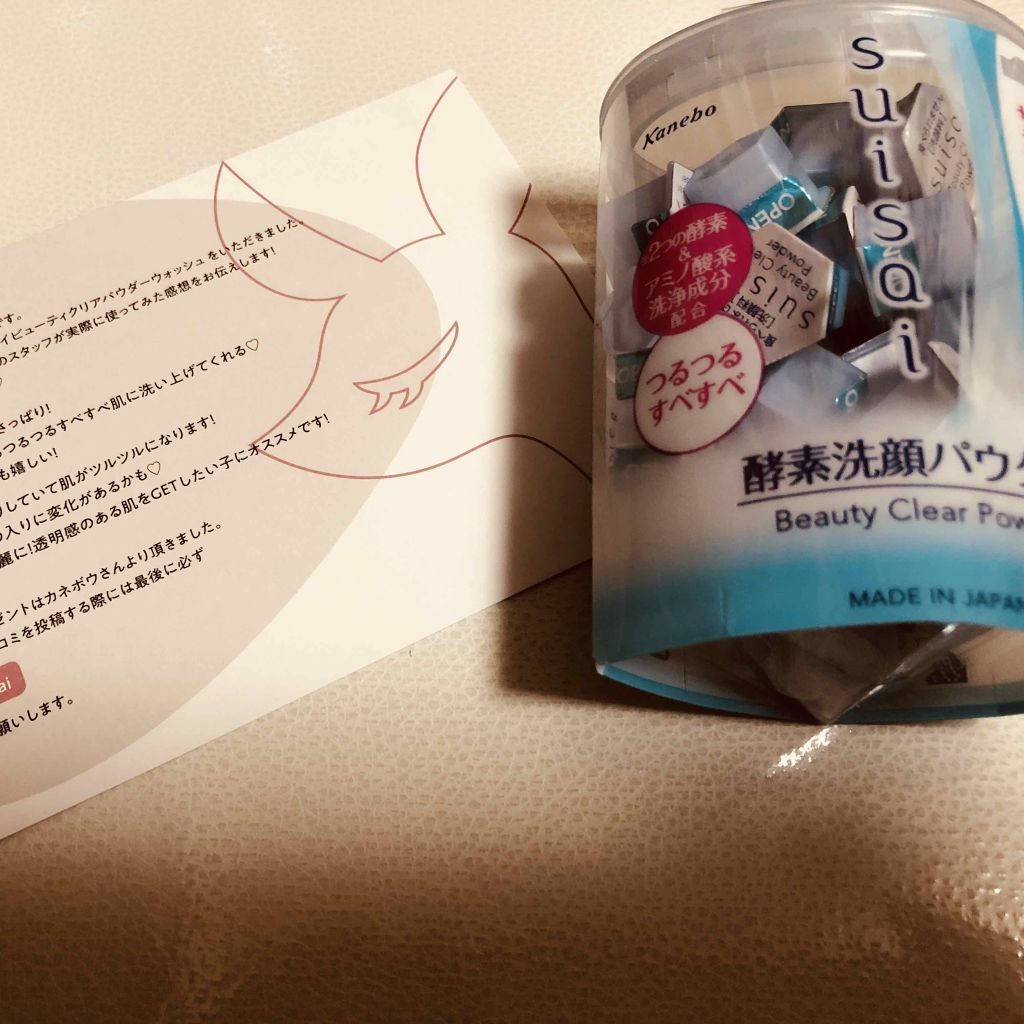 です。
イビューティクリアパウダーウォッシュをいただきました。
のスタッフが実際に使ってみた感想をお伝えします!
♡
さっぱり!
つるつるすべすべ肌に洗い上げてくれる♡
も嬉しい!
していて肌がツルツルになります!
入りに変化があるかも♡
麗に!透明感のある肌をGETしたい子にオススメです!
ゼントはカネボウさんより頂きました。
コミを投稿する際には最後に必ず
ai
願いします。
Kanebo
suisai
OPEN
2つの酵素
&
アミノ酸系
洗浄成分
配合
つるつる
すべすべ
suis
Beauty Cle
Powder
酵素洗顔パウ
Beauty Clear Pow
MADE IN JAPAN